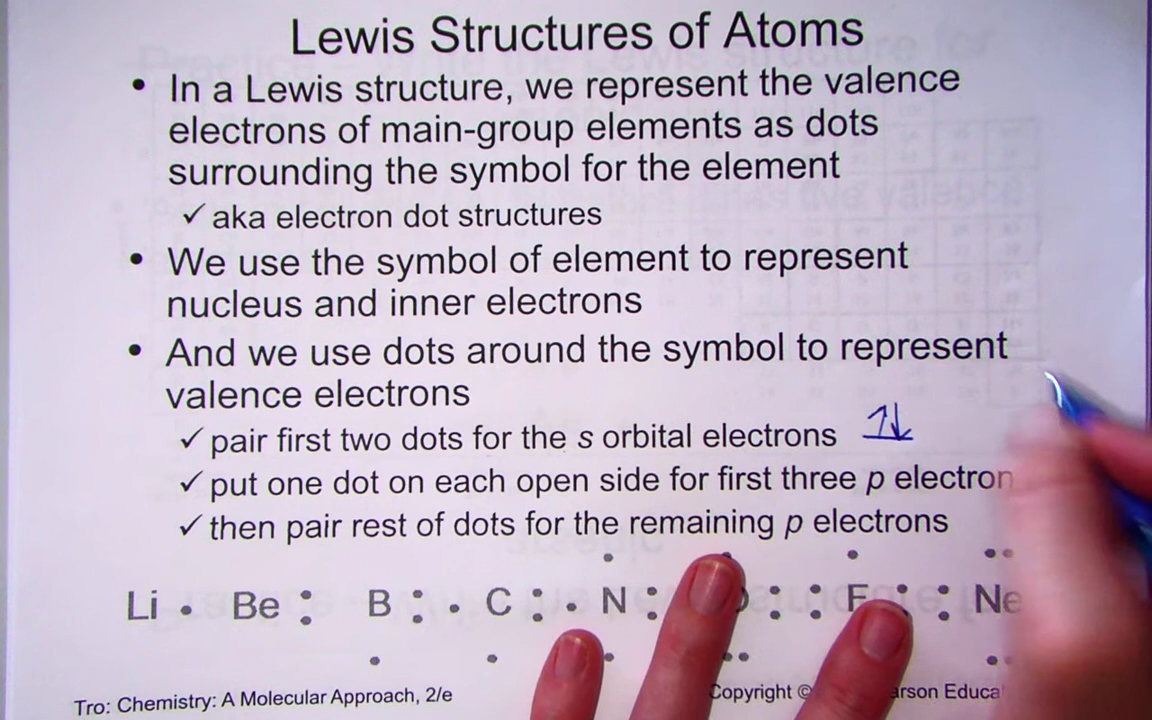 Lewis Structures of Atoms
• In a Lewis structure, we represent the valence
electrons of main-group elements as dots
surrounding the symbol for the element
✓ aka electron dot structures
• We use the symbol of element to represent
nucleus and inner electrons
• And we use dots around the symbol to represent
valence electrons
✓ pair first two dots for the s orbital electrons ↑↓
✓ put one dot on each open side for first three p electron
✓ then pair rest of dots for the remaining p electrons
Li • Be : B : • C : • N : : : F : Ne
Tro: Chemistry: A Molecular Approach, 2/e Copyright © arson Educa